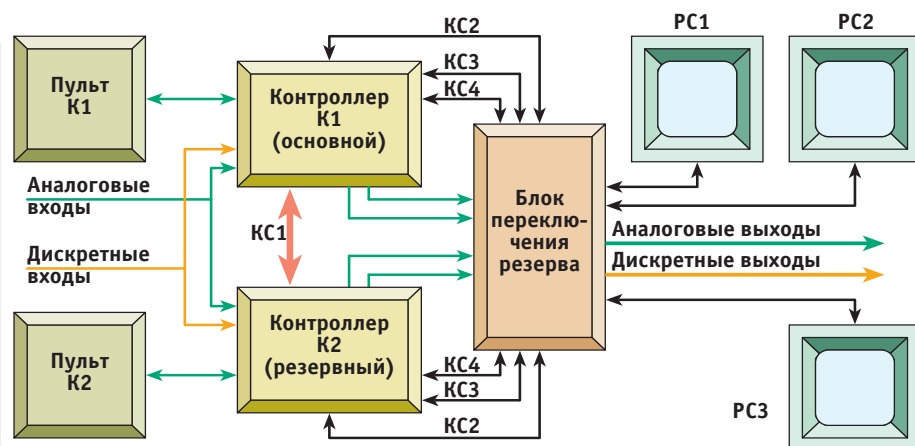 КС2
РС1
РС2
КС3
КС4
Пульт
К1
Контроллер
К1
(основной)
Аналоговые
входы
КС1
Блок
переклю-
чения
резерва
Аналоговые выходы
Дискретные
входы
Дискретные выходы
Контроллер
К2
(резервный)
Пульт
К2
КС4
КС3
КС2
РС3